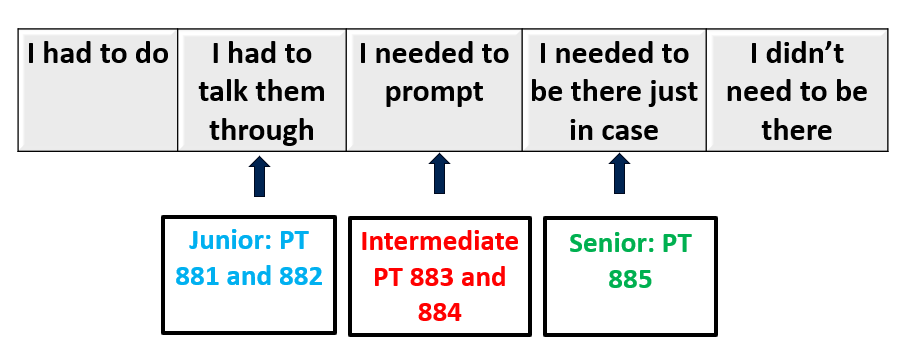 I had to do
I had to
talk them
through
I needed to
prompt
I needed to
be there just
in case
I didn’t
need to be
there
Junior: PT
881 and 882
Intermediate
PT 883 and
884
Senior: PT
885